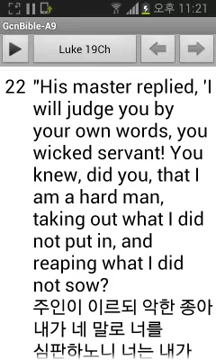 오후 11:21
GcnBible-A9
Luke 19Ch
22 "His master replied, 'I
will judge you by
your own words, you
wicked servant! You
knew, did you, that I
am a hard man,
taking out what I did
not put in, and
reaping what I did
not sow?
주인이 이르되 악한 종아
내가 네 말로 너를
심판하노니 너는 내가